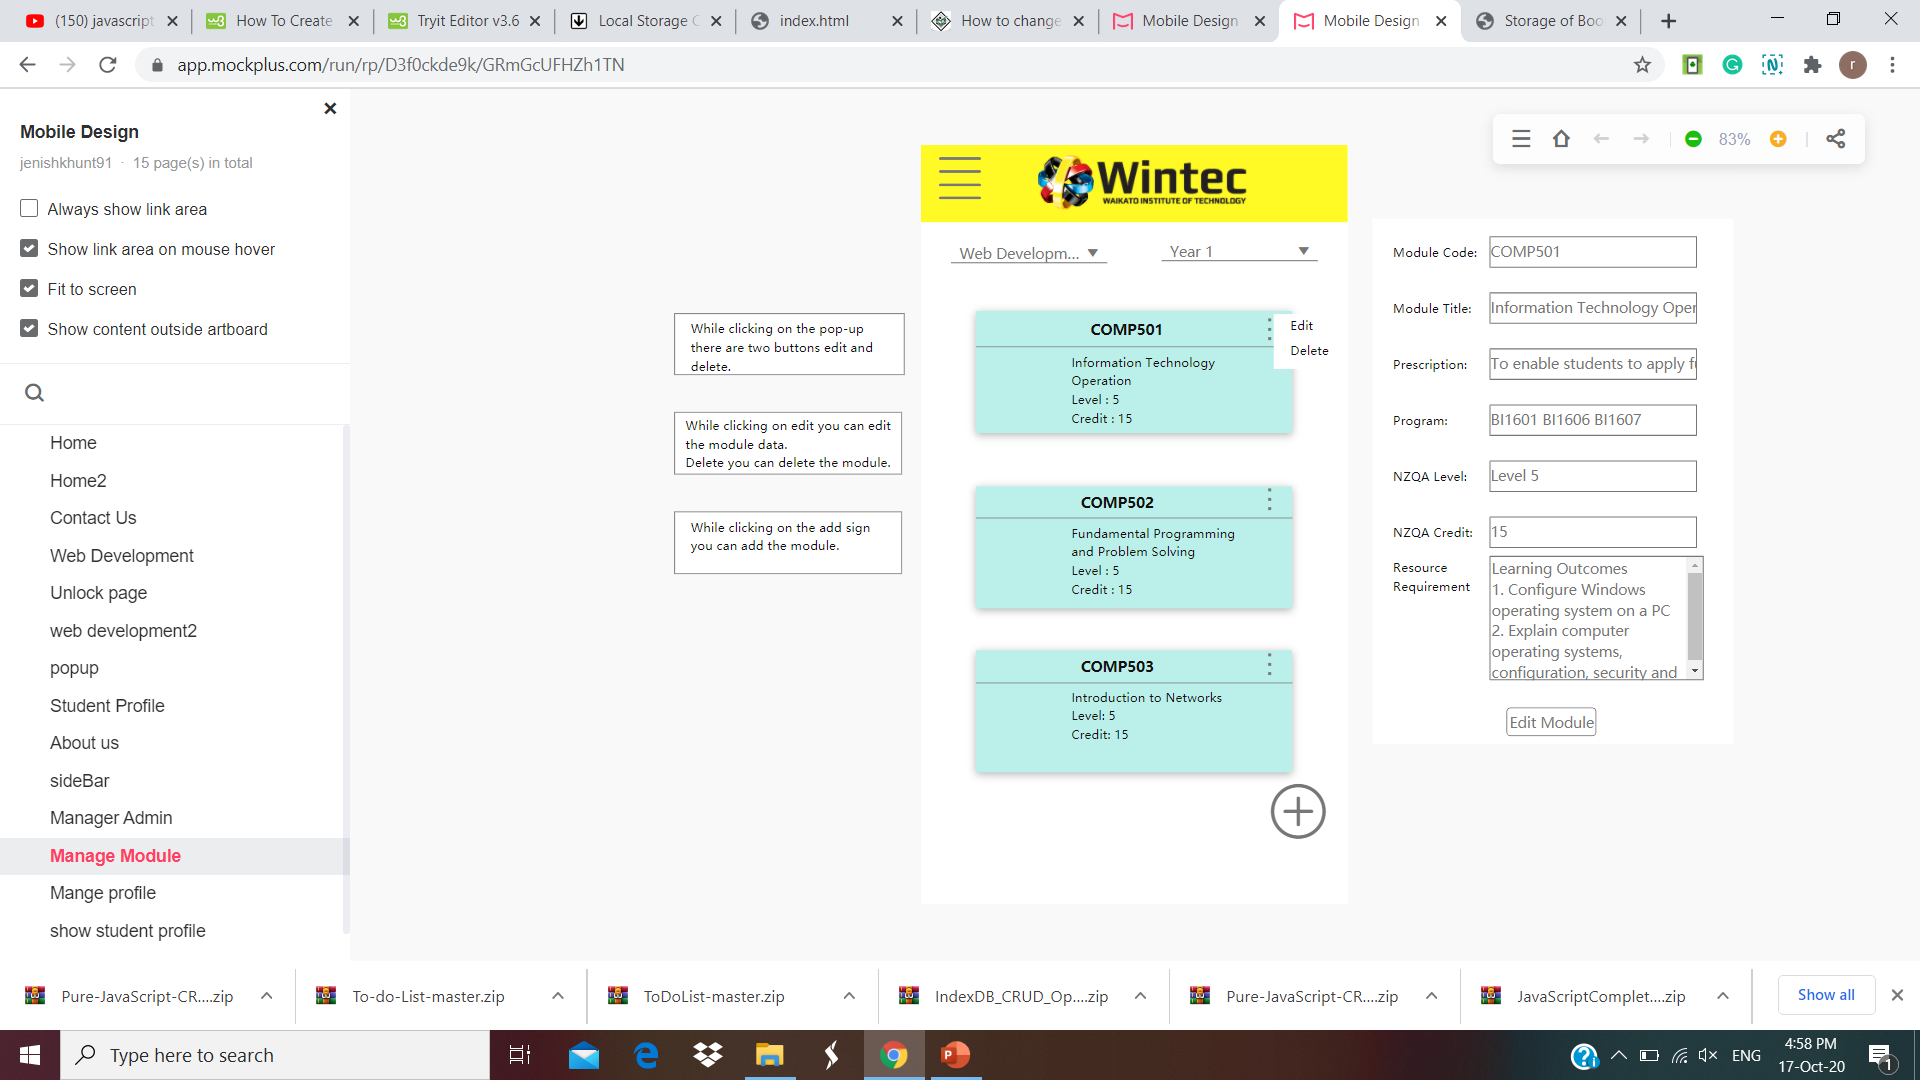 (150) javascript
How To Create
Tryit Editor v3.6
Local Storage C
index.html
How to change
Mobile Design
Mobile Design
Storage of Boo
app.mockplus.com/run/rp/D3f0ckde9k/GRmGcUFHZh1TN
r
Mobile Design
jenishkhunt91 · 15 page(s) in total
Always show link area
Show link area on mouse hover
Fit to screen
Show content outside artboard
Home
Home2
Contact Us
Web Development
Unlock page
web development2
popup
Student Profile
About us
sideBar
Manager Admin
Manage Module
Mange profile
show student profile
While clicking on the pop-up
there are two buttons edit and
delete.
While clicking on edit you can edit
the module data.
Delete you can delete the module.
While clicking on the add sign
you can add the module.
Wintec
WAIKATO INSTITUTE OF TECHNOLOGY
Web Developm...
Year 1
COMP501
Information Technology
Operation
Level : 5
Credit : 15
Edit
Delete
COMP502
Fundamental Programming
and Problem Solving
Level : 5
Credit : 15
COMP503
Introduction to Networks
Level: 5
Credit: 15
83%
Module Code: COMP501
Module Title: Information Technology Oper
Prescription: To enable students to apply f
Program: BI1601 BI1606 BI1607
NZQA Level: Level 5
NZQA Credit: 15
Resource
Requirement
Learning Outcomes
1. Configure Windows
operating system on a PC
2. Explain computer
operating systems,
configuration, security and
Edit Module
Pure-JavaScript-CR....zip
To-do-List-master.zip
ToDoList-master.zip
IndexDB_CRUD_Op....zip
Pure-JavaScript-CR....zip
JavaScriptComplet....zip
Show all
Type here to search
ENG
4:58 PM
17-Oct-20
1